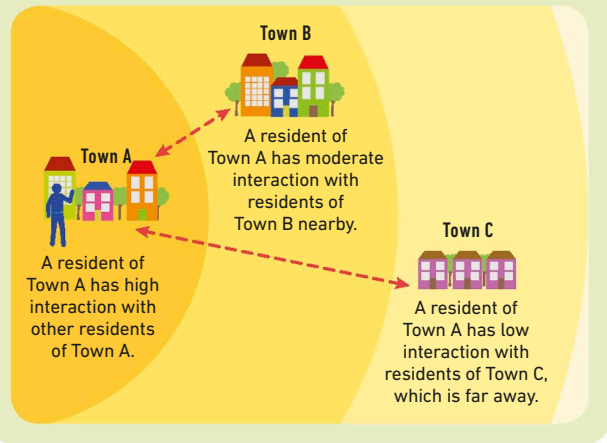 Town B
A resident of
Town A has moderate
interaction with
residents of
Town B nearby.
Town A
A resident of
Town A has high
interaction with
other residents
of Town A.
Town C
A resident of
Town A has low
interaction with
residents of Town C,
which is far away.